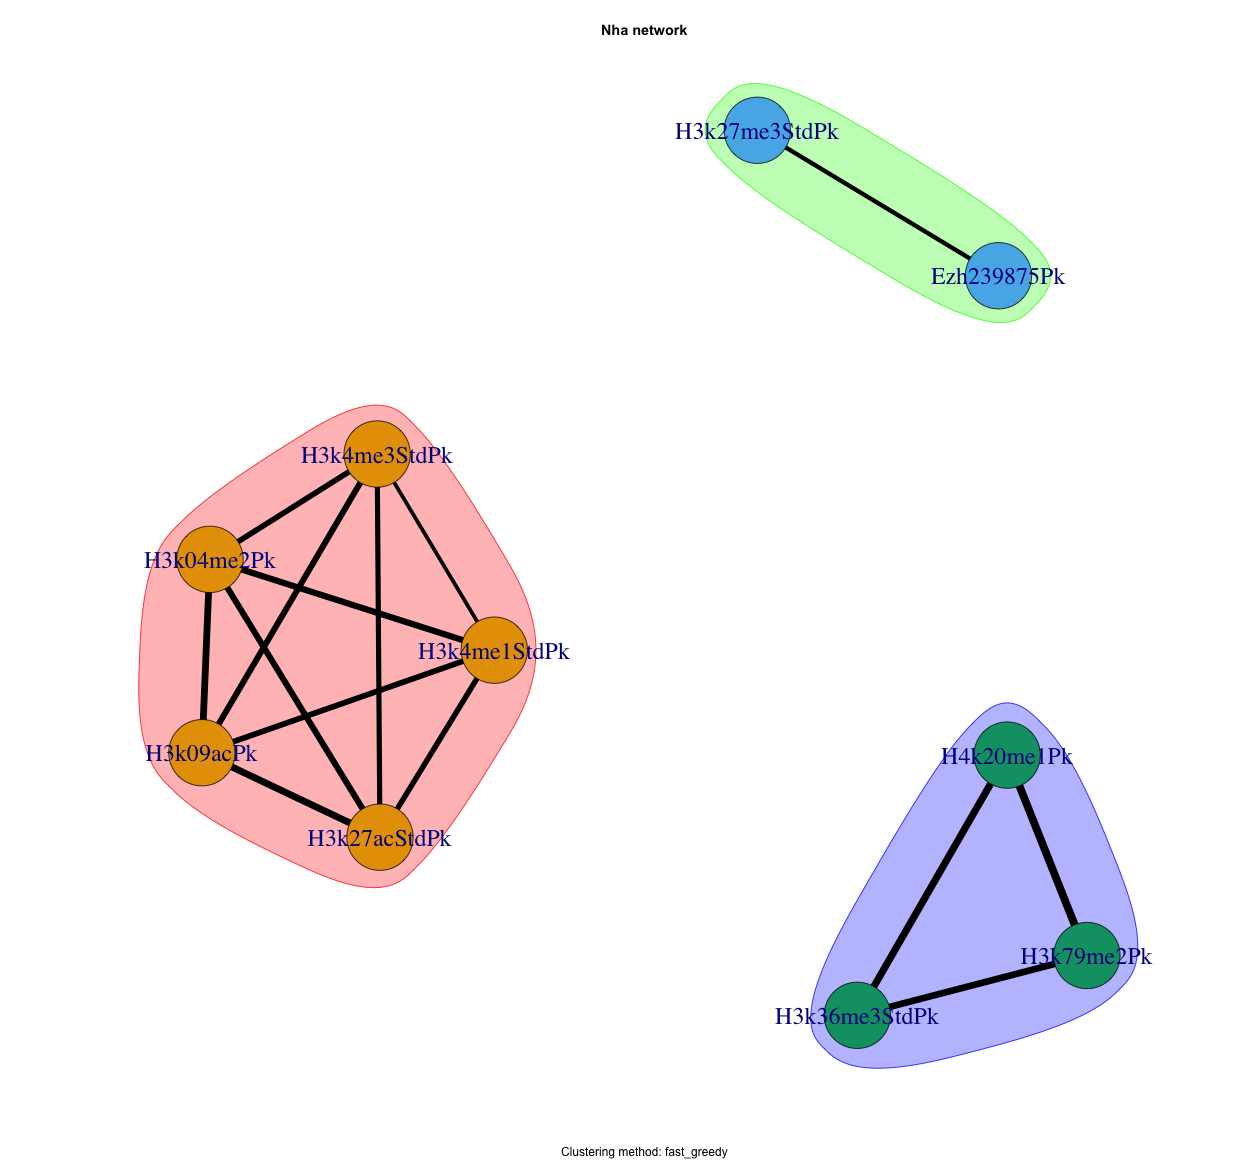 Nha network
H3k27me3StdPk
Ezh239875Pk
H3k4me3StdPk
H3k04me2Pk
H3k4me1StdPk
H3k09acPk
H3k27acStdPk
H4k20me1Pk
H3k79me2Pk
H3k36me3StdPk
Clustering method: fast_greedy